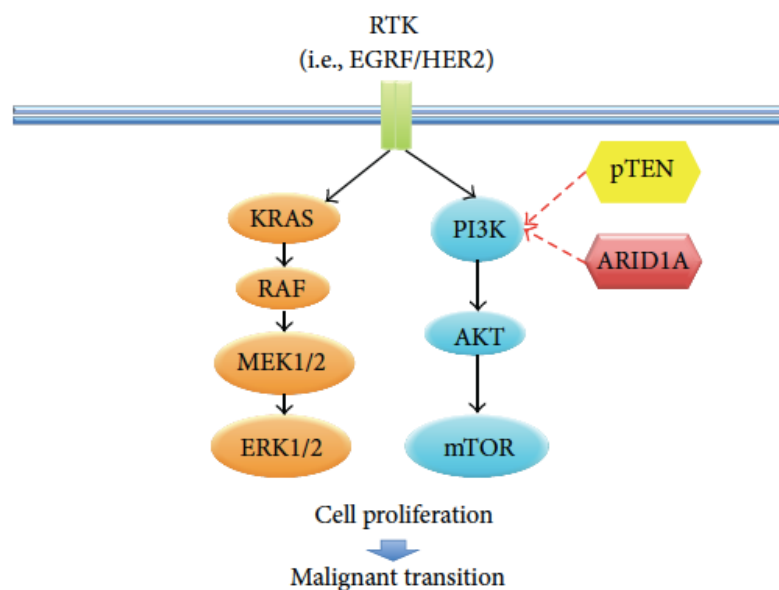 RTK
(i.e., EGRF/HER2)
pTEN
KRAS
PI3K
ARID1A
RAF
AKT
MEK1/2
ERK1/2
mTOR
Cell proliferation
Malignant transition